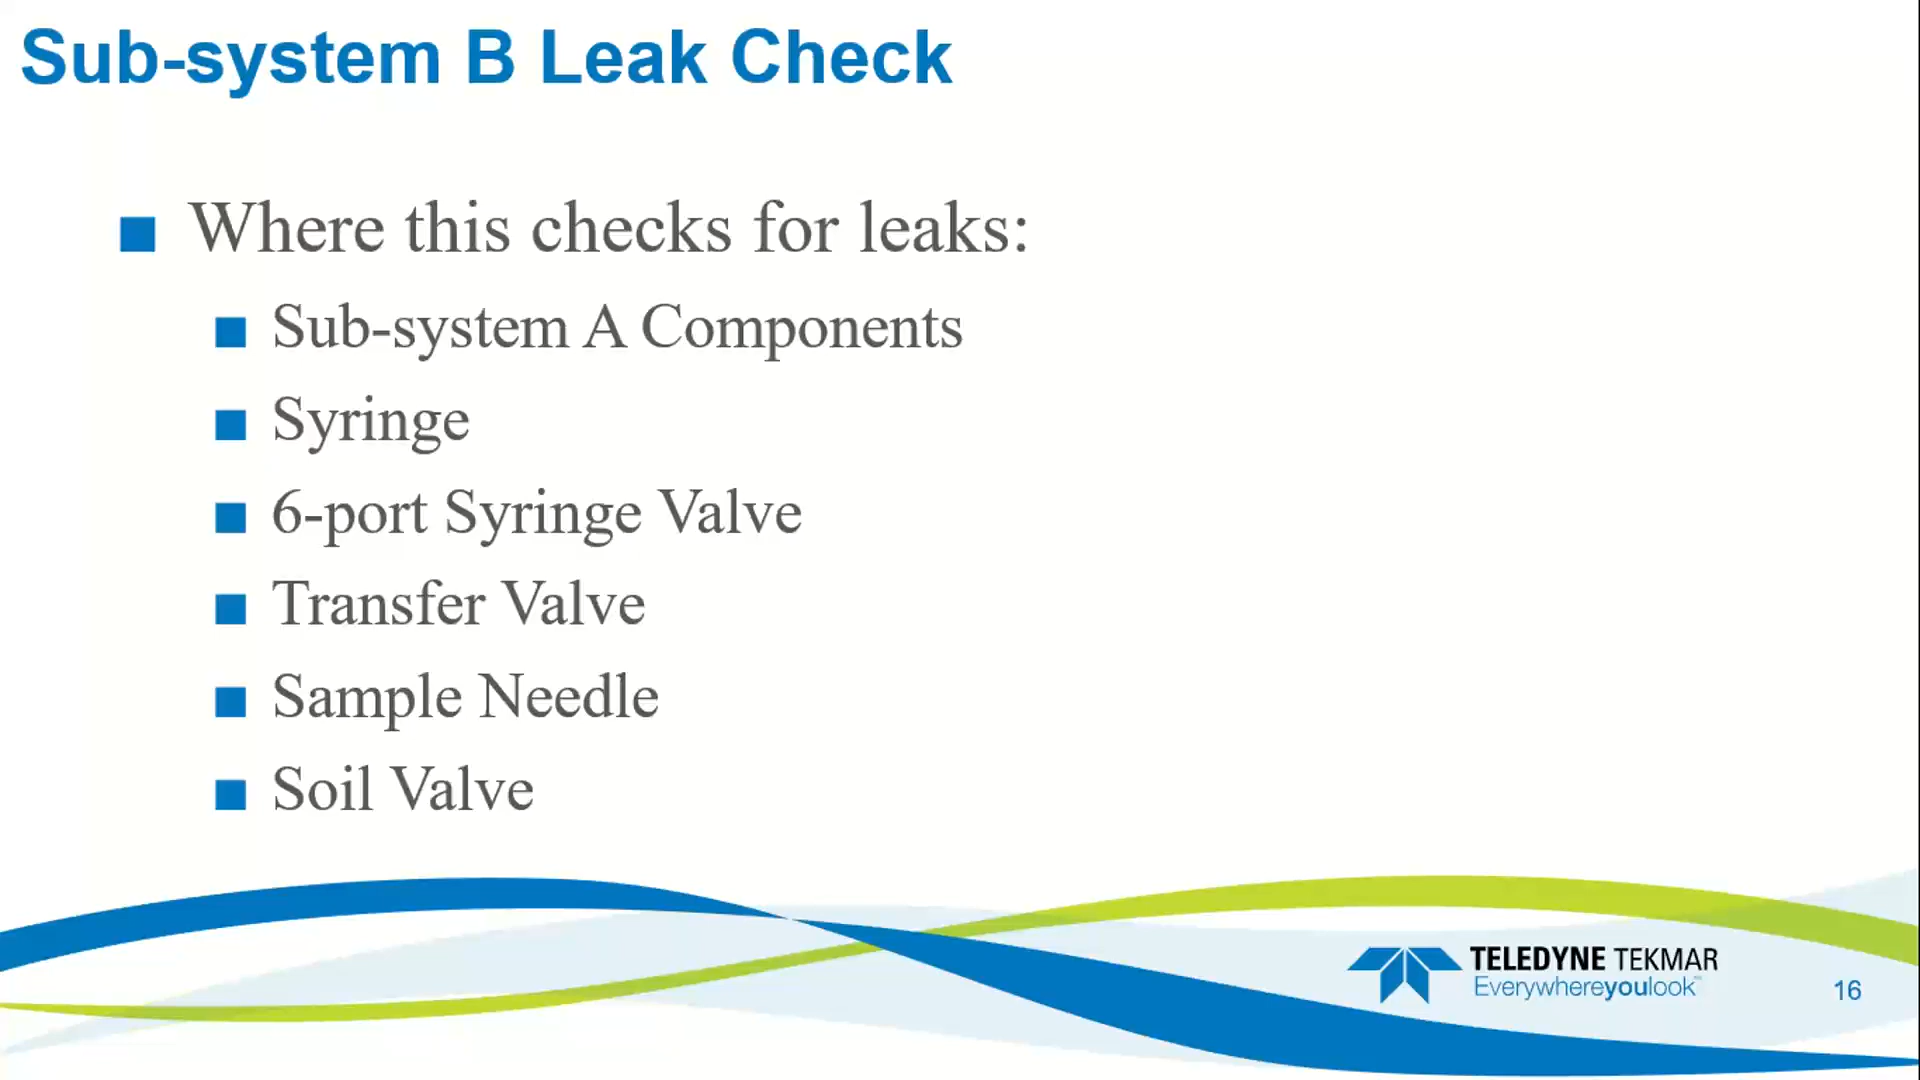 Sub-system B Leak Check
Where this checks for leaks:
Sub-system A Components
Syringe
6-port Syringe Valve
Transfer Valve
Sample Needle
Soil Valve
TELEDYNE TEKMAR
Everywhereyoulook™
16